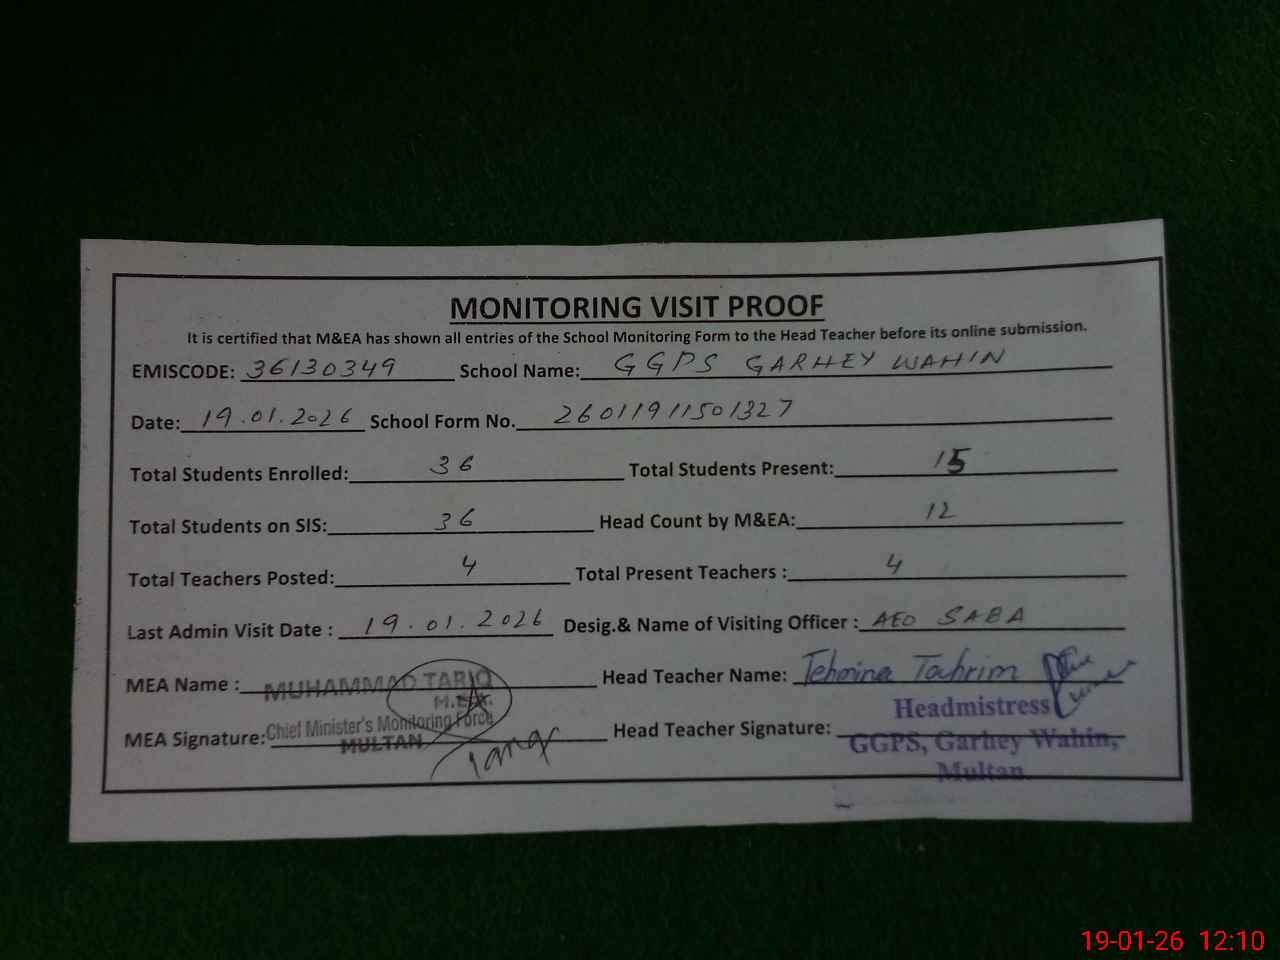 MONITORING VISIT PROOF
It is certified that M&EA has shown all entries of the School Monitoring Form to the Head Teacher before its online submission.
EMISCODE: 36130349 School Name: GGPS GARHEY WAHIN
Date: 19.01.2026 School Form No. 26011911501327
Total Students Enrolled: 36 Total Students Present: 15
Total Students on SIS: 36 Head Count by M&EA: 12
Total Teachers Posted: 4 Total Present Teachers : 4
Last Admin Visit Date : 19.01.2026 Desig.& Name of Visiting Officer : AEO SABA
MEA Name : MUHAMMAD TARIQ Head Teacher Name: Tehmina Tahrim
M.E.A. Headmistress
MEA Signature: Chief Minister's Monitoring Force Head Teacher Signature:
MULTAN GGPS, Garhey Wahin,
Tariq Multan.
19-01-26 12:10